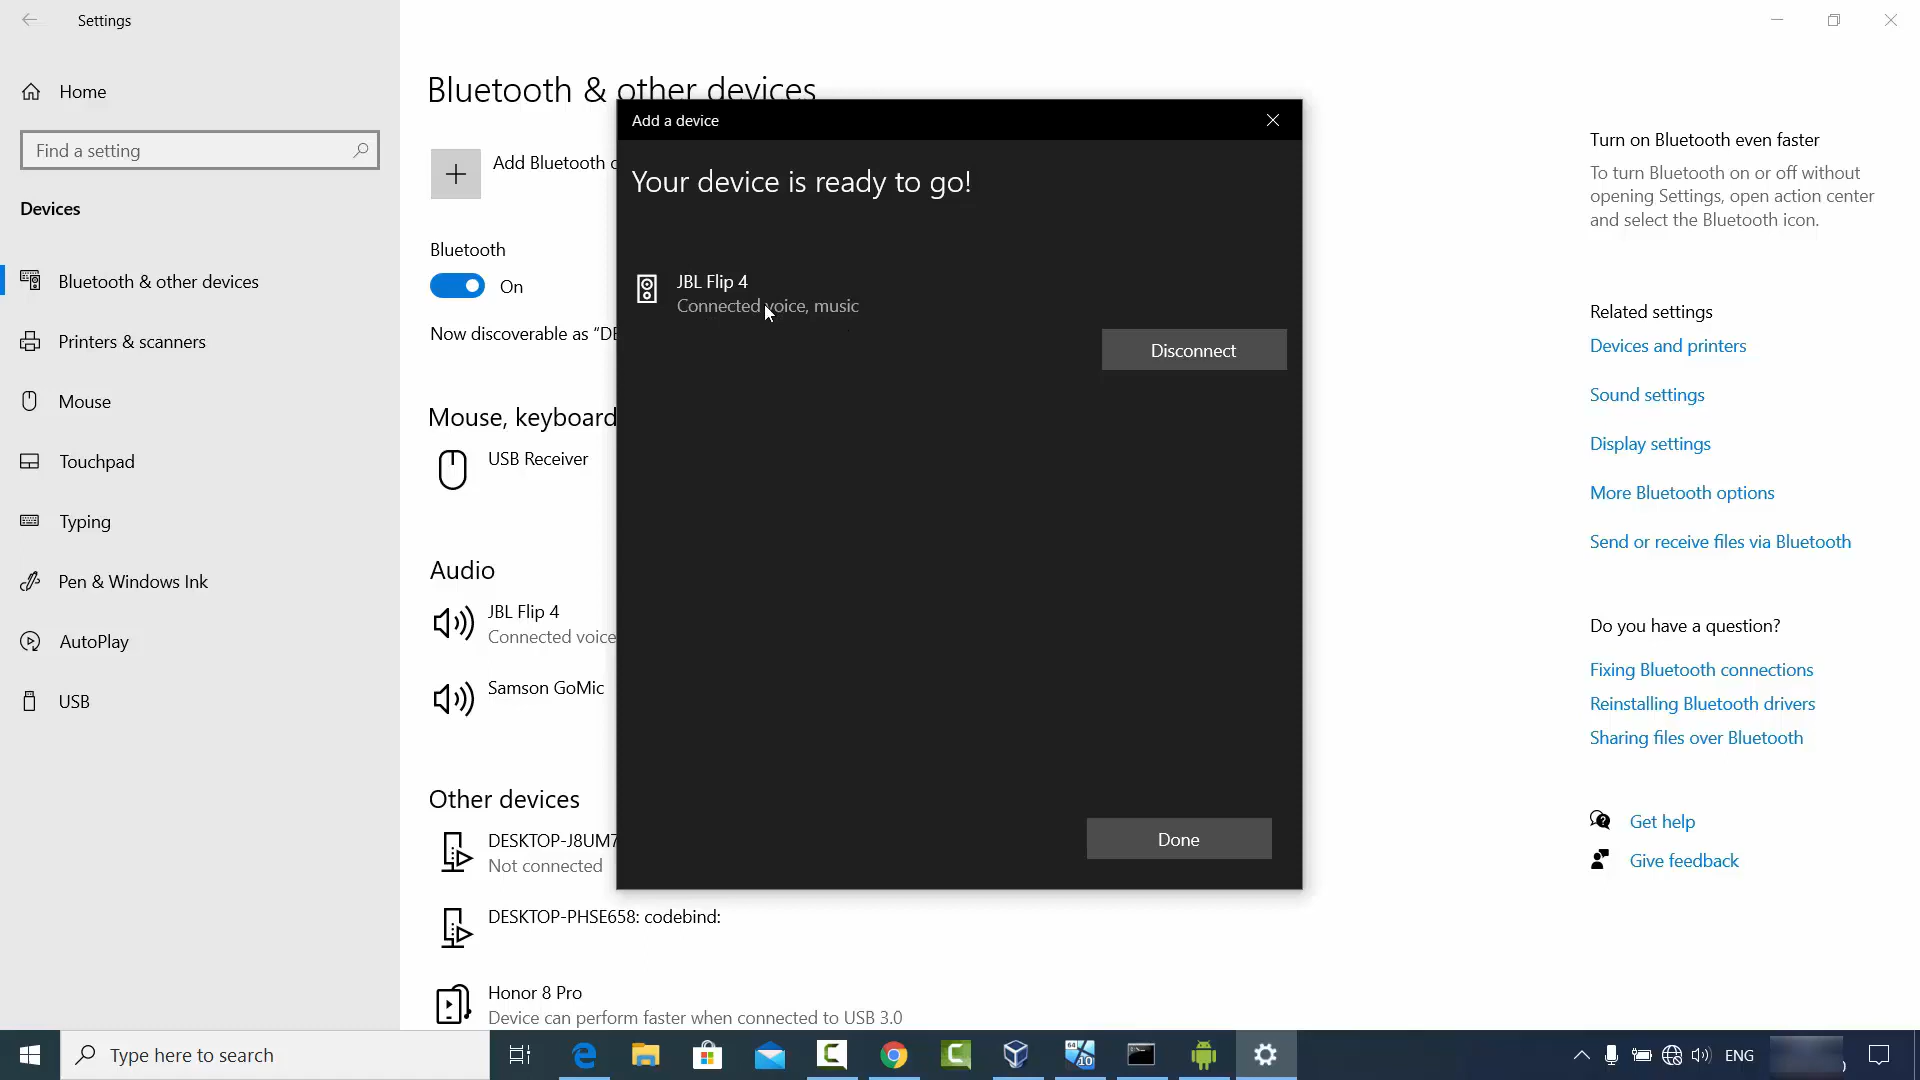 Settings
Home
Find a setting
Devices
Bluetooth & other devices
Printers & scanners
Mouse
Touchpad
Typing
Pen & Windows Ink
AutoPlay
USB
Bluetooth & other devices
Add Bluetooth
Bluetooth
On
Now discoverable as “DE
Mouse, keyboard
USB Receiver
Audio
JBL Flip 4
Connected voice
Samson GoMic
Other devices
DESKTOP-J8UM7
Not connected
DESKTOP-PHSE658: codebind:
Honor 8 Pro
Device can perform faster when connected to USB 3.0
Add a device
Your device is ready to go!
JBL Flip 4
Connected voice, music
Disconnect
Done
Turn on Bluetooth even faster
To turn Bluetooth on or off without
opening Settings, open action center
and select the Bluetooth icon.
Related settings
Devices and printers
Sound settings
Display settings
More Bluetooth options
Send or receive files via Bluetooth
Do you have a question?
Fixing Bluetooth connections
Reinstalling Bluetooth drivers
Sharing files over Bluetooth
Get help
Give feedback
Type here to search
64
10
ENG